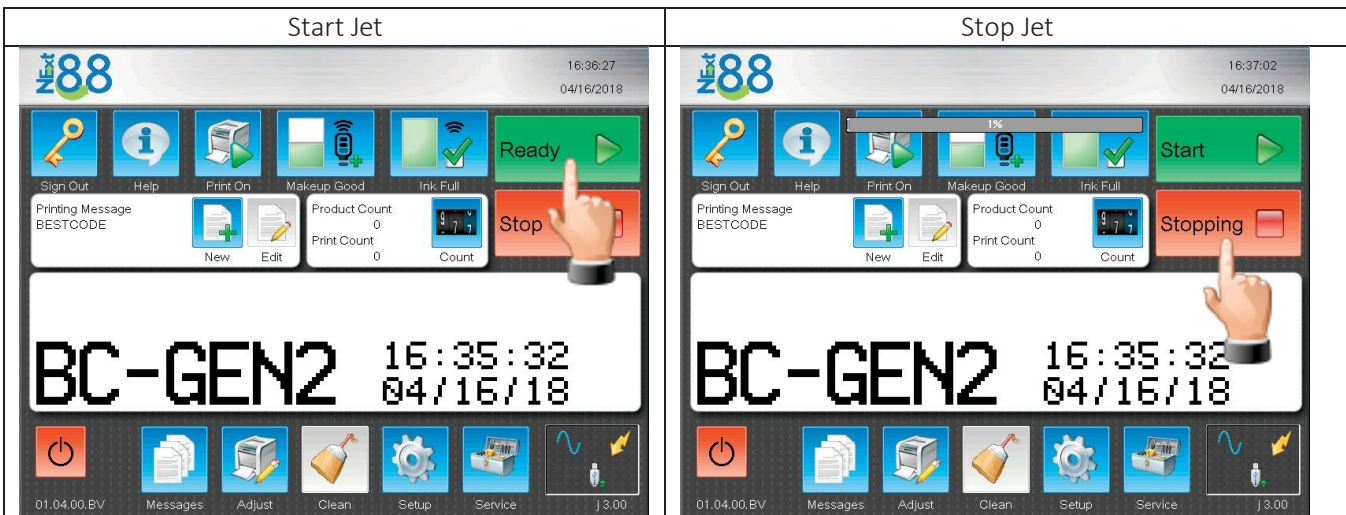 Start Jet
Stop Jet
NExt 88
16:36:27
04/16/2018
Ready
Sign Out
Help
Print On
Makeup Good
Ink Full
Printing Message
BESTCODE
New
Edit
Product Count
0
Print Count
0
Count
Stop
BC-GEN2
16:35:32
04/16/18
01.04.00.BV
Messages
Adjust
Clean
Setup
Service
j 3.00
NExt 88
16:37:02
04/16/2018
1%
Start
Sign Out
Help
Print On
Makeup Good
Ink Full
Printing Message
BESTCODE
New
Edit
Product Count
0
Print Count
0
Count
Stopping
BC-GEN2
16:35:32
04/16/18
01.04.00.BV
Messages
Adjust
Clean
Setup
Service
j 3.00